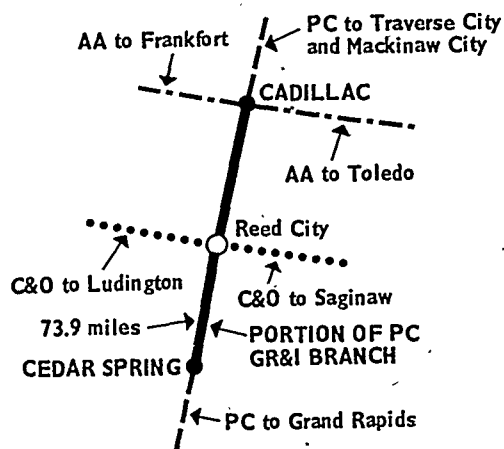 PC to Traverse City
and Mackinaw City
AA to Frankfort
CADILLAC
AA to Toledo
Reed City
C&O to Ludington
C&O to Saginaw
73.9 miles
PORTION OF PC
GR&I BRANCH
CEDAR SPRING
PC to Grand Rapids